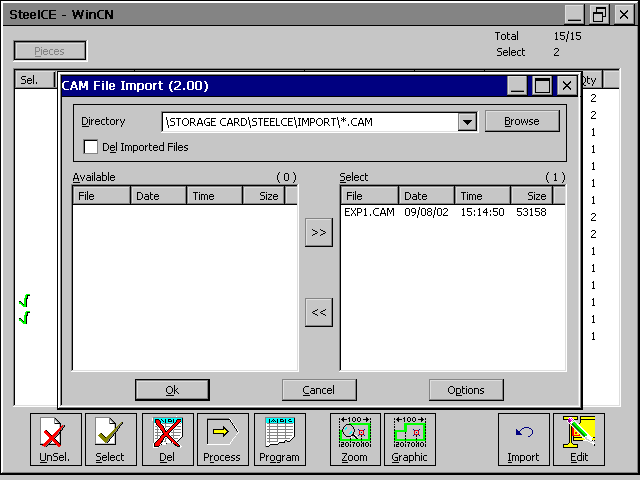 SteelCE - WinCN
Total 15/15
Pieces
Select 2
Sel.
Qty
CAM File Import (2.00)
Directory \STORAGE CARD\STEELCE\IMPORT\*.CAM Browse
Del Imported Files
Available (0) Select (1)
File Date Time Size File Date Time Size
EXP1.CAM 09/08/02 15:14:50 53158
>>
<<
2
2
1
1
1
1
1
2
2
1
1
1
1
1
1
Ok Cancel Options
UnSel. Select Del Process Program Zoom Graphic Import Edit